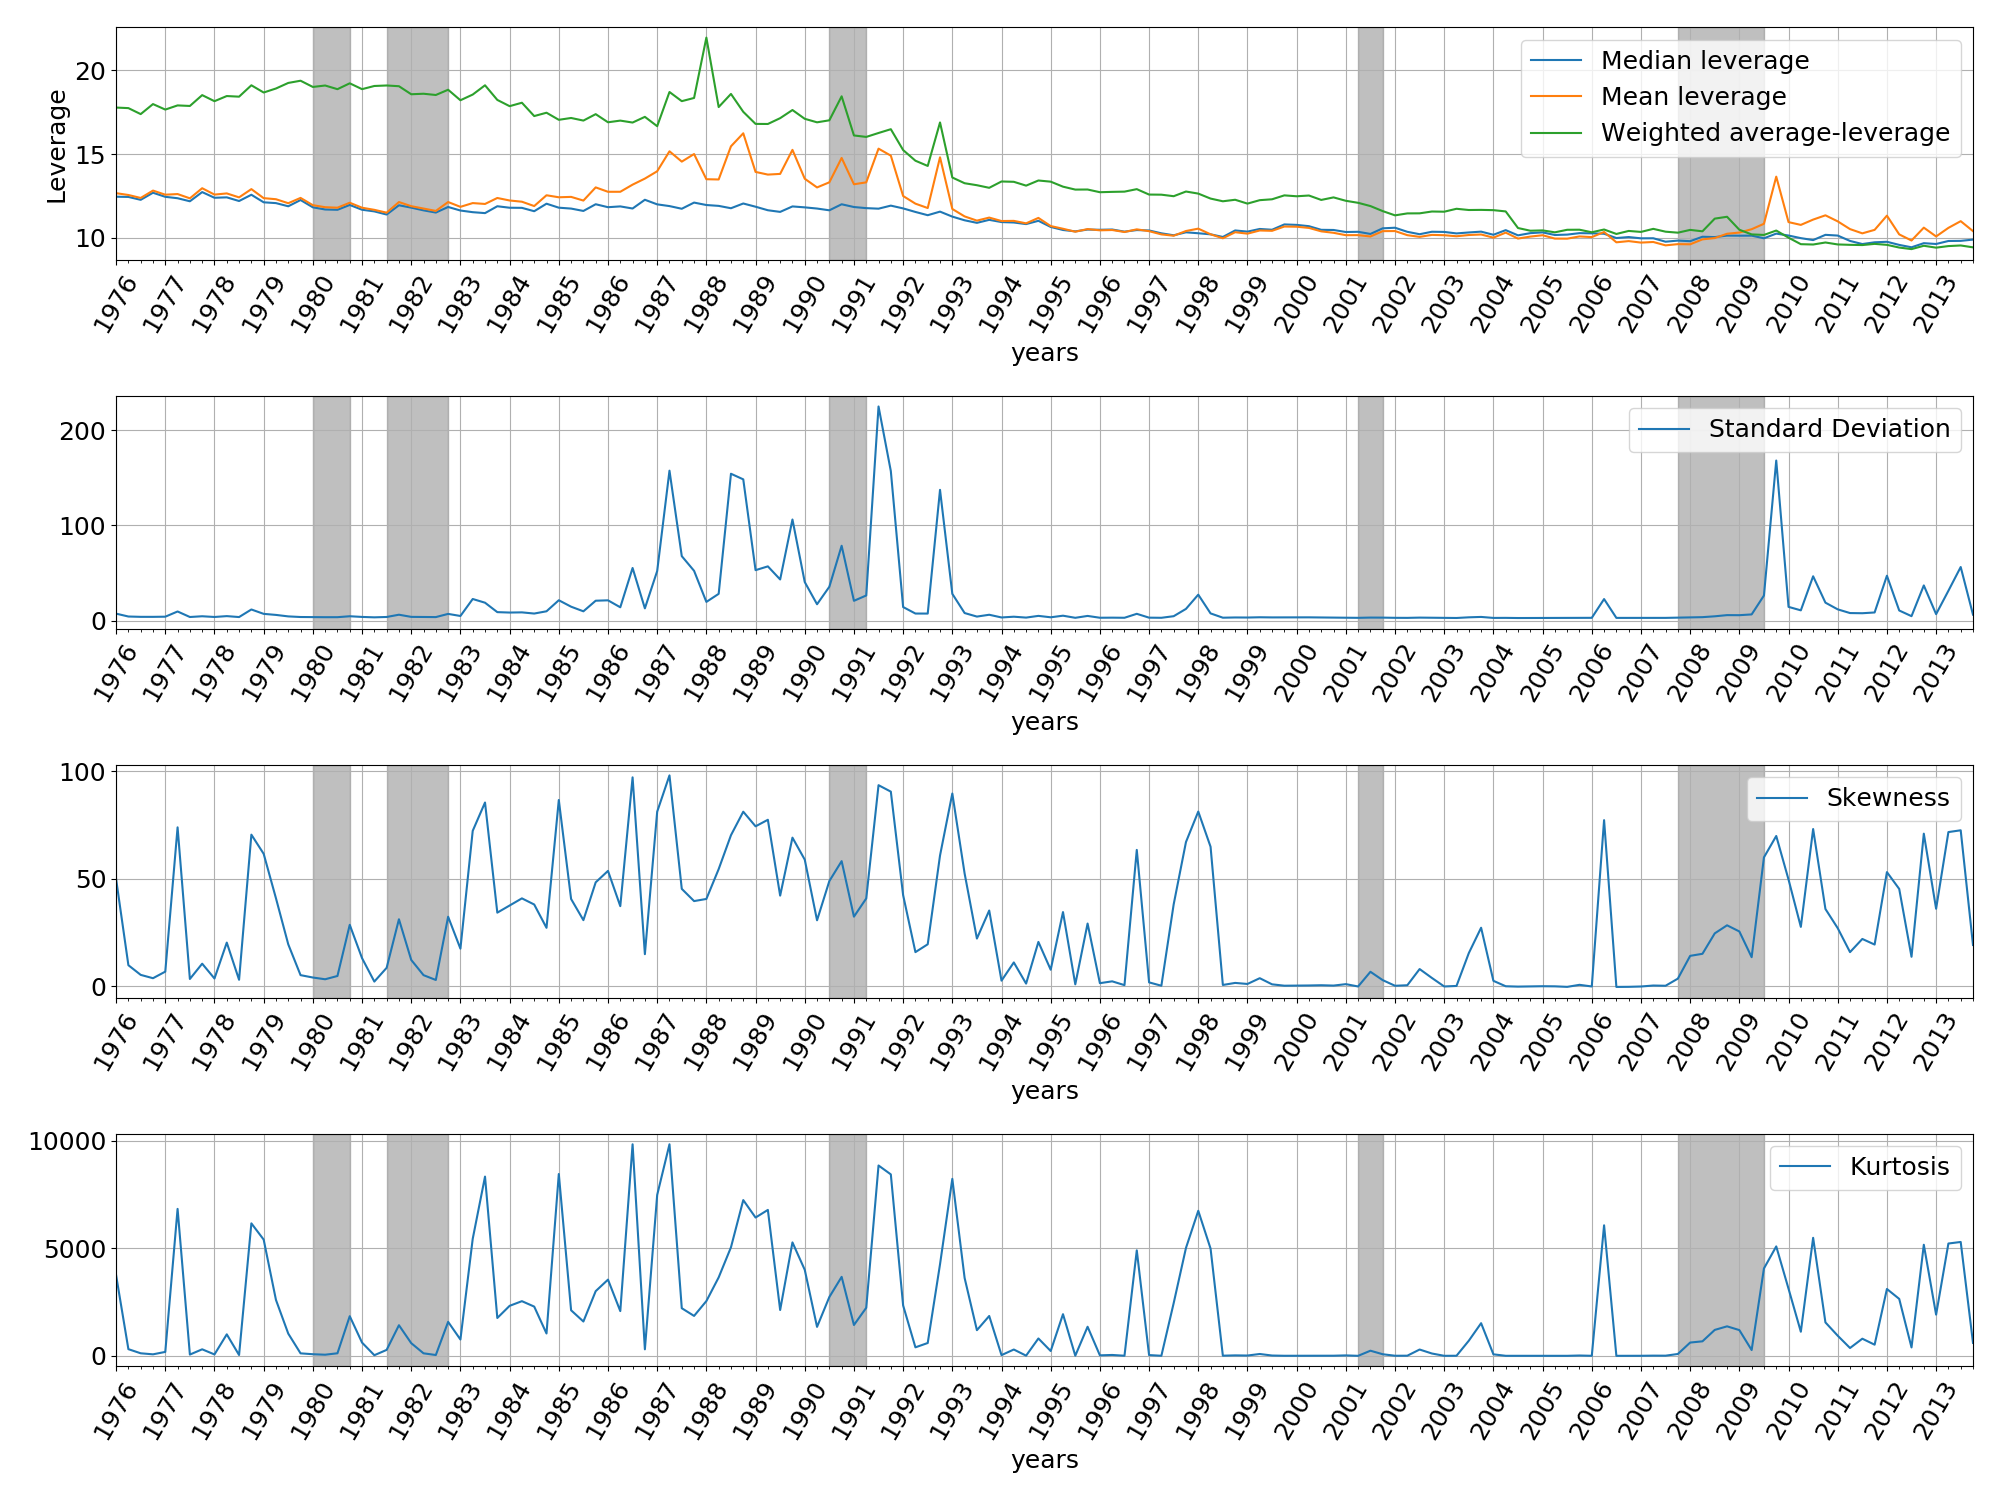 20
15
10
Leverage
Median leverage
Mean leverage
Weighted average-leverage
1976 1977 1978 1979 1980 1981 1982 1983 1984 1985 1986 1987 1988 1989 1990 1991 1992 1993 1994 1995 1996 1997 1998 1999 2000 2001 2002 2003 2004 2005 2006 2007 2008 2009 2010 2011 2012 2013
years
200
100
0
Standard Deviation
1976 1977 1978 1979 1980 1981 1982 1983 1984 1985 1986 1987 1988 1989 1990 1991 1992 1993 1994 1995 1996 1997 1998 1999 2000 2001 2002 2003 2004 2005 2006 2007 2008 2009 2010 2011 2012 2013
years
100
50
0
Skewness
1976 1977 1978 1979 1980 1981 1982 1983 1984 1985 1986 1987 1988 1989 1990 1991 1992 1993 1994 1995 1996 1997 1998 1999 2000 2001 2002 2003 2004 2005 2006 2007 2008 2009 2010 2011 2012 2013
years
10000
5000
0
Kurtosis
1976 1977 1978 1979 1980 1981 1982 1983 1984 1985 1986 1987 1988 1989 1990 1991 1992 1993 1994 1995 1996 1997 1998 1999 2000 2001 2002 2003 2004 2005 2006 2007 2008 2009 2010 2011 2012 2013
years